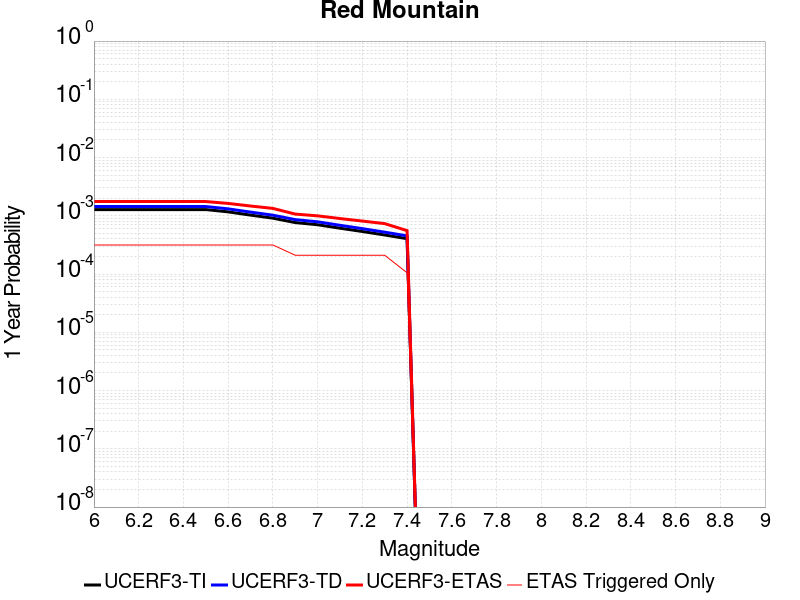 Red Mountain
10^0
10^-1
10^-2
10^-3
10^-4
10^-5
10^-6
10^-7
10^-8
1 Year Probability
6 6.2 6.4 6.6 6.8 7 7.2 7.4 7.6 7.8 8 8.2 8.4 8.6 8.8 9
Magnitude
UCERF3-TI UCERF3-TD UCERF3-ETAS ETAS Triggered Only